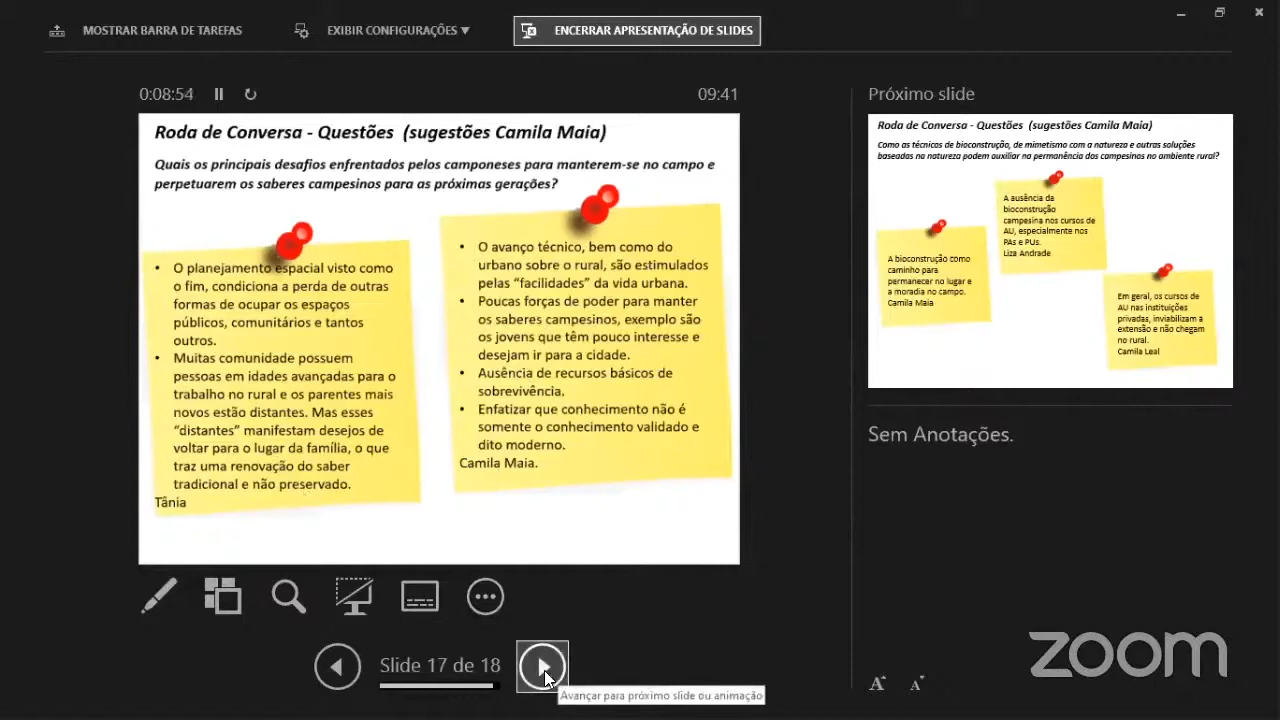 MOSTRAR BARRA DE TAREFAS
EXIBIR CONFIGURAÇÕES
ENCERRAR APRESENTAÇÃO DE SLIDES
0:08:54
09:41
Roda de Conversa - Questões (sugestões Camila Maia)
Quais os principais desafios enfrentados pelos camponeses para manterem-se no campo e
perpetuarem os saberes campesinos para as próximas gerações?
• O planejamento espacial visto como
o fim, condiciona a perda de outras
formas de ocupar os espaços
públicos, comunitários e tantos
outros.
• Muitas comunidade possuem
pessoas em idades avançadas para o
trabalho no rural e os parentes mais
novos estão distantes. Mas esses
“distantes” manifestam desejos de
voltar para o lugar da família, o que
traz uma renovação do saber
tradicional e não preservado.
Tânia
• O avanço técnico, bem como do
urbano sobre o rural, são estimulados
pelas “facilidades” da vida urbana.
• Poucas forças de poder para manter
os saberes campesinos, exemplo são
os jovens que têm pouco interesse e
desejam ir para a cidade.
• Ausência de recursos básicos de
sobrevivência.
• Enfatizar que conhecimento não é
somente o conhecimento validado e
dito moderno.
Camila Maia.
Slide 17 de 18
Avançar para próximo slide ou animação
Próximo slide
Roda de Conversa - Questões (sugestões Camila Maia)
Como as técnicas de bioconstrução, de mimetismo com a natureza e outras soluções
baseadas na natureza podem auxiliar na permanência dos campesinos no ambiente rural?
A bioconstrução como
caminho para
permanecer no lugar e
a moradia no campo.
Camila Maia
A ausência da
bioconstrução
campesina nos cursos de
AU, especialmente nos
PAs e PUs.
Liza Andrade
Em geral, os cursos de
AU nas instituições
privadas, inviabilizam a
extensão e não chegam
no rural.
Camila Leal
Sem Anotações.
A A
zoom